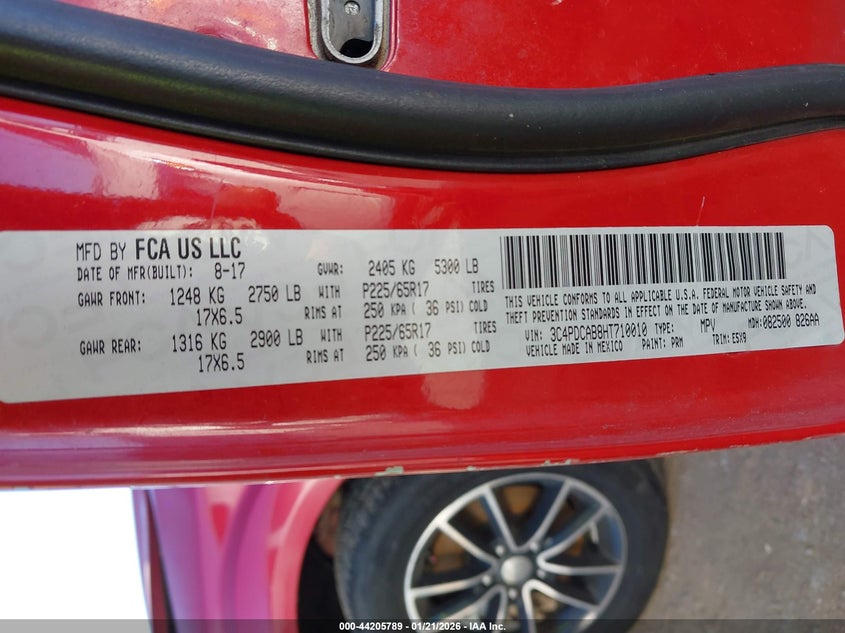 MFD BY FCA US LLC
DATE OF MFR(BUILT): 8-17 GVWR: 2405 KG 5300 LB
GAWR FRONT: 1248 KG 2750 LB WITH P225/65R17 TIRES
17X6.5 RIMS AT 250 KPA ( 36 PSI) COLD
GAWR REAR: 1316 KG 2900 LB WITH P225/65R17 TIRES
17X6.5 RIMS AT 250 KPA ( 36 PSI) COLD
THIS VEHICLE CONFORMS TO ALL APPLICABLE U.S.A. FEDERAL MOTOR VEHICLE SAFETY AND
THEFT PREVENTION STANDARDS IN EFFECT ON THE DATE OF MANUFACTURE SHOWN ABOVE.
VIN: 3C4PDCAB8HT710010 TYPE: MPV MDH: 082500 826AA
VEHICLE MADE IN MEXICO PAINT: PRM TRIM: ESX9
000-44205789 - 01/21/2026 - IAA Inc.